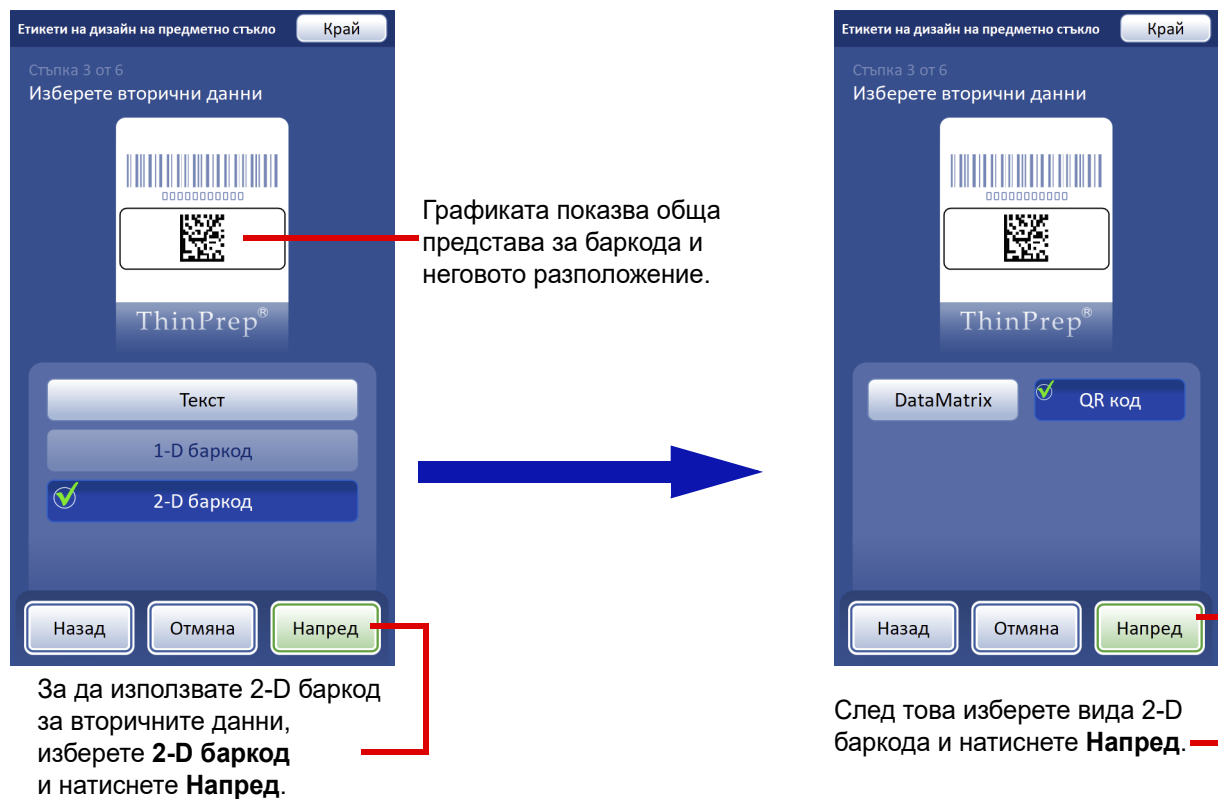 Етикети на дизайн на предметно стъкло
Край
Стъпка 3 от 6
Изберете вторични данни
00000000000
ThinPrep®
Текст
1-D баркод
2-D баркод
Назад
Отмяна
Напред
Графиката показва обща
представа за баркода и
неговото разположение.
За да използвате 2-D баркод
за вторичните данни,
изберете 2-D баркод
и натиснете Напред.
Етикети на дизайн на предметно стъкло
Край
Стъпка 3 от 6
Изберете вторични данни
00000000000
ThinPrep®
DataMatrix
QR код
Назад
Отмяна
Напред
След това изберете вида 2-D
баркода и натиснете Напред.